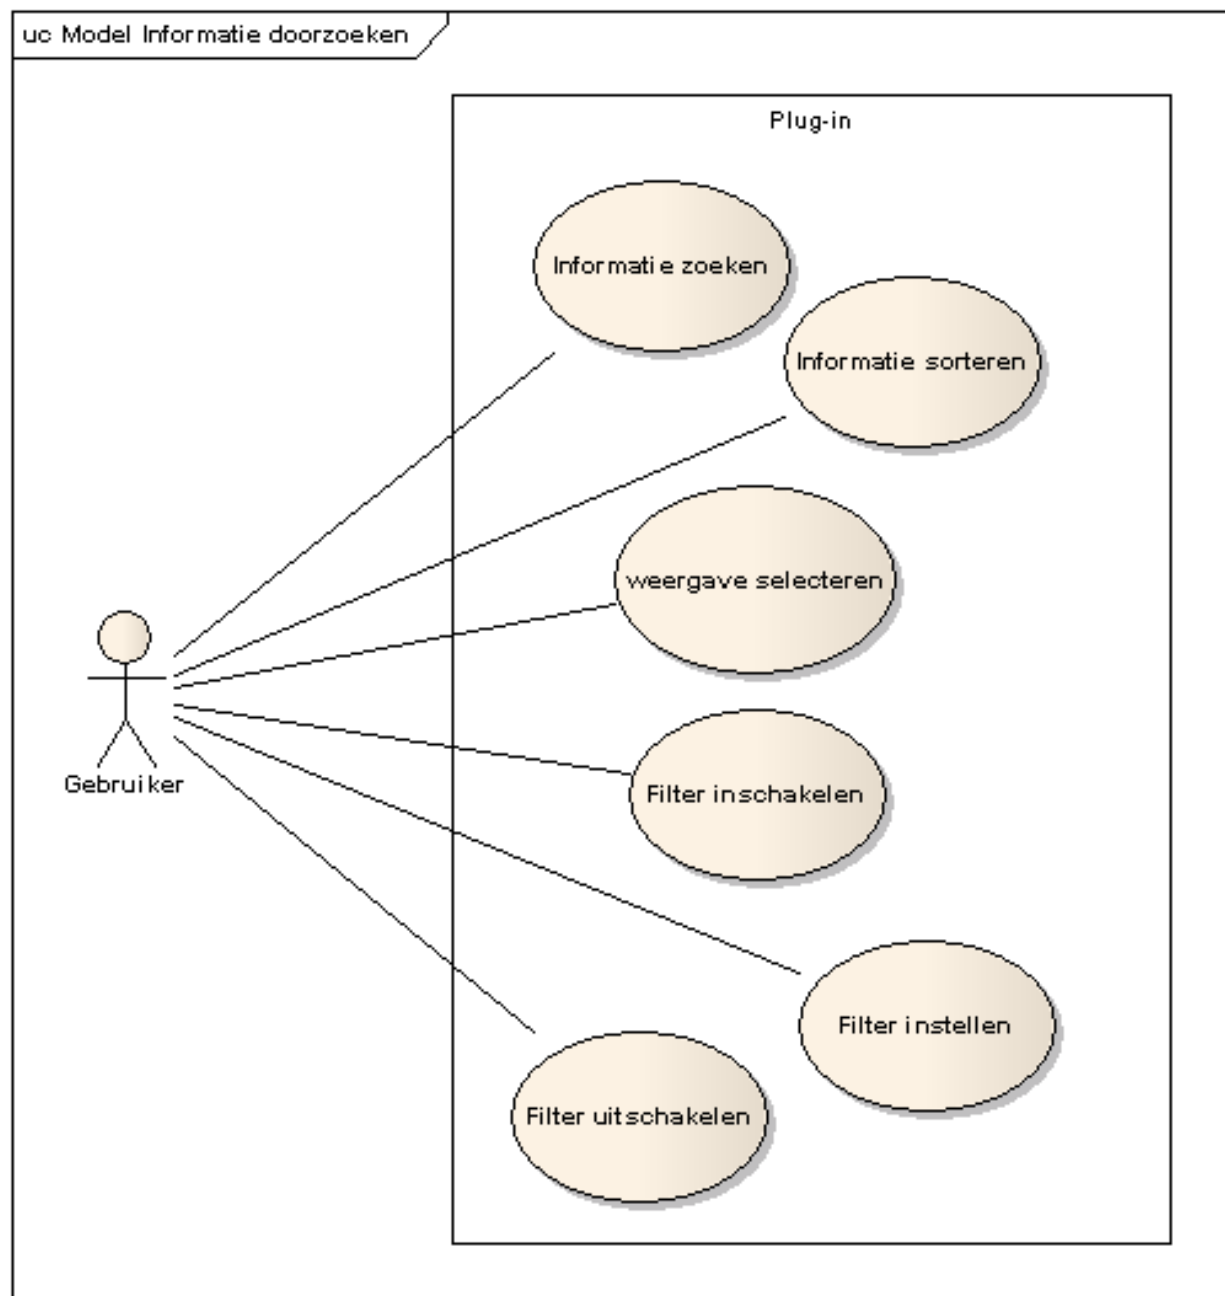 uc Model Informatie doorzoeken
Plug-in
Informatie zoeken
Informatie sorteren
weergave selecteren
Gebruiker
Filter inschakelen
Filter instellen
Filter uitschakelen